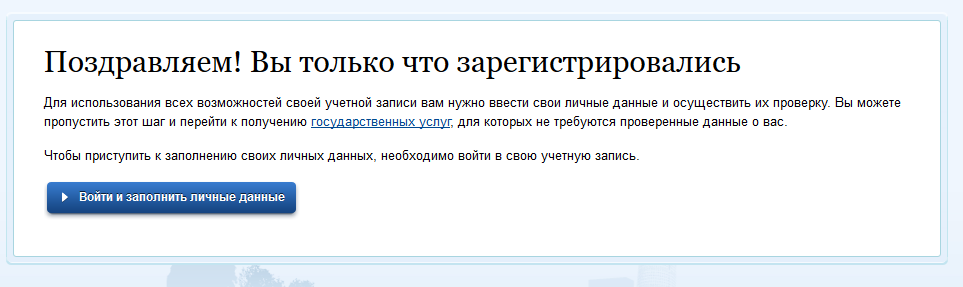 Поздравляем! Вы только что зарегистрировались
Для использования всех возможностей своей учетной записи вам нужно ввести свои личные данные и осуществить их проверку. Вы можете
пропустить этот шаг и перейти к получению государственных услуг, для которых не требуются проверенные данные о вас.
Чтобы приступить к заполнению своих личных данных, необходимо войти в свою учетную запись.
Войти и заполнить личные данные